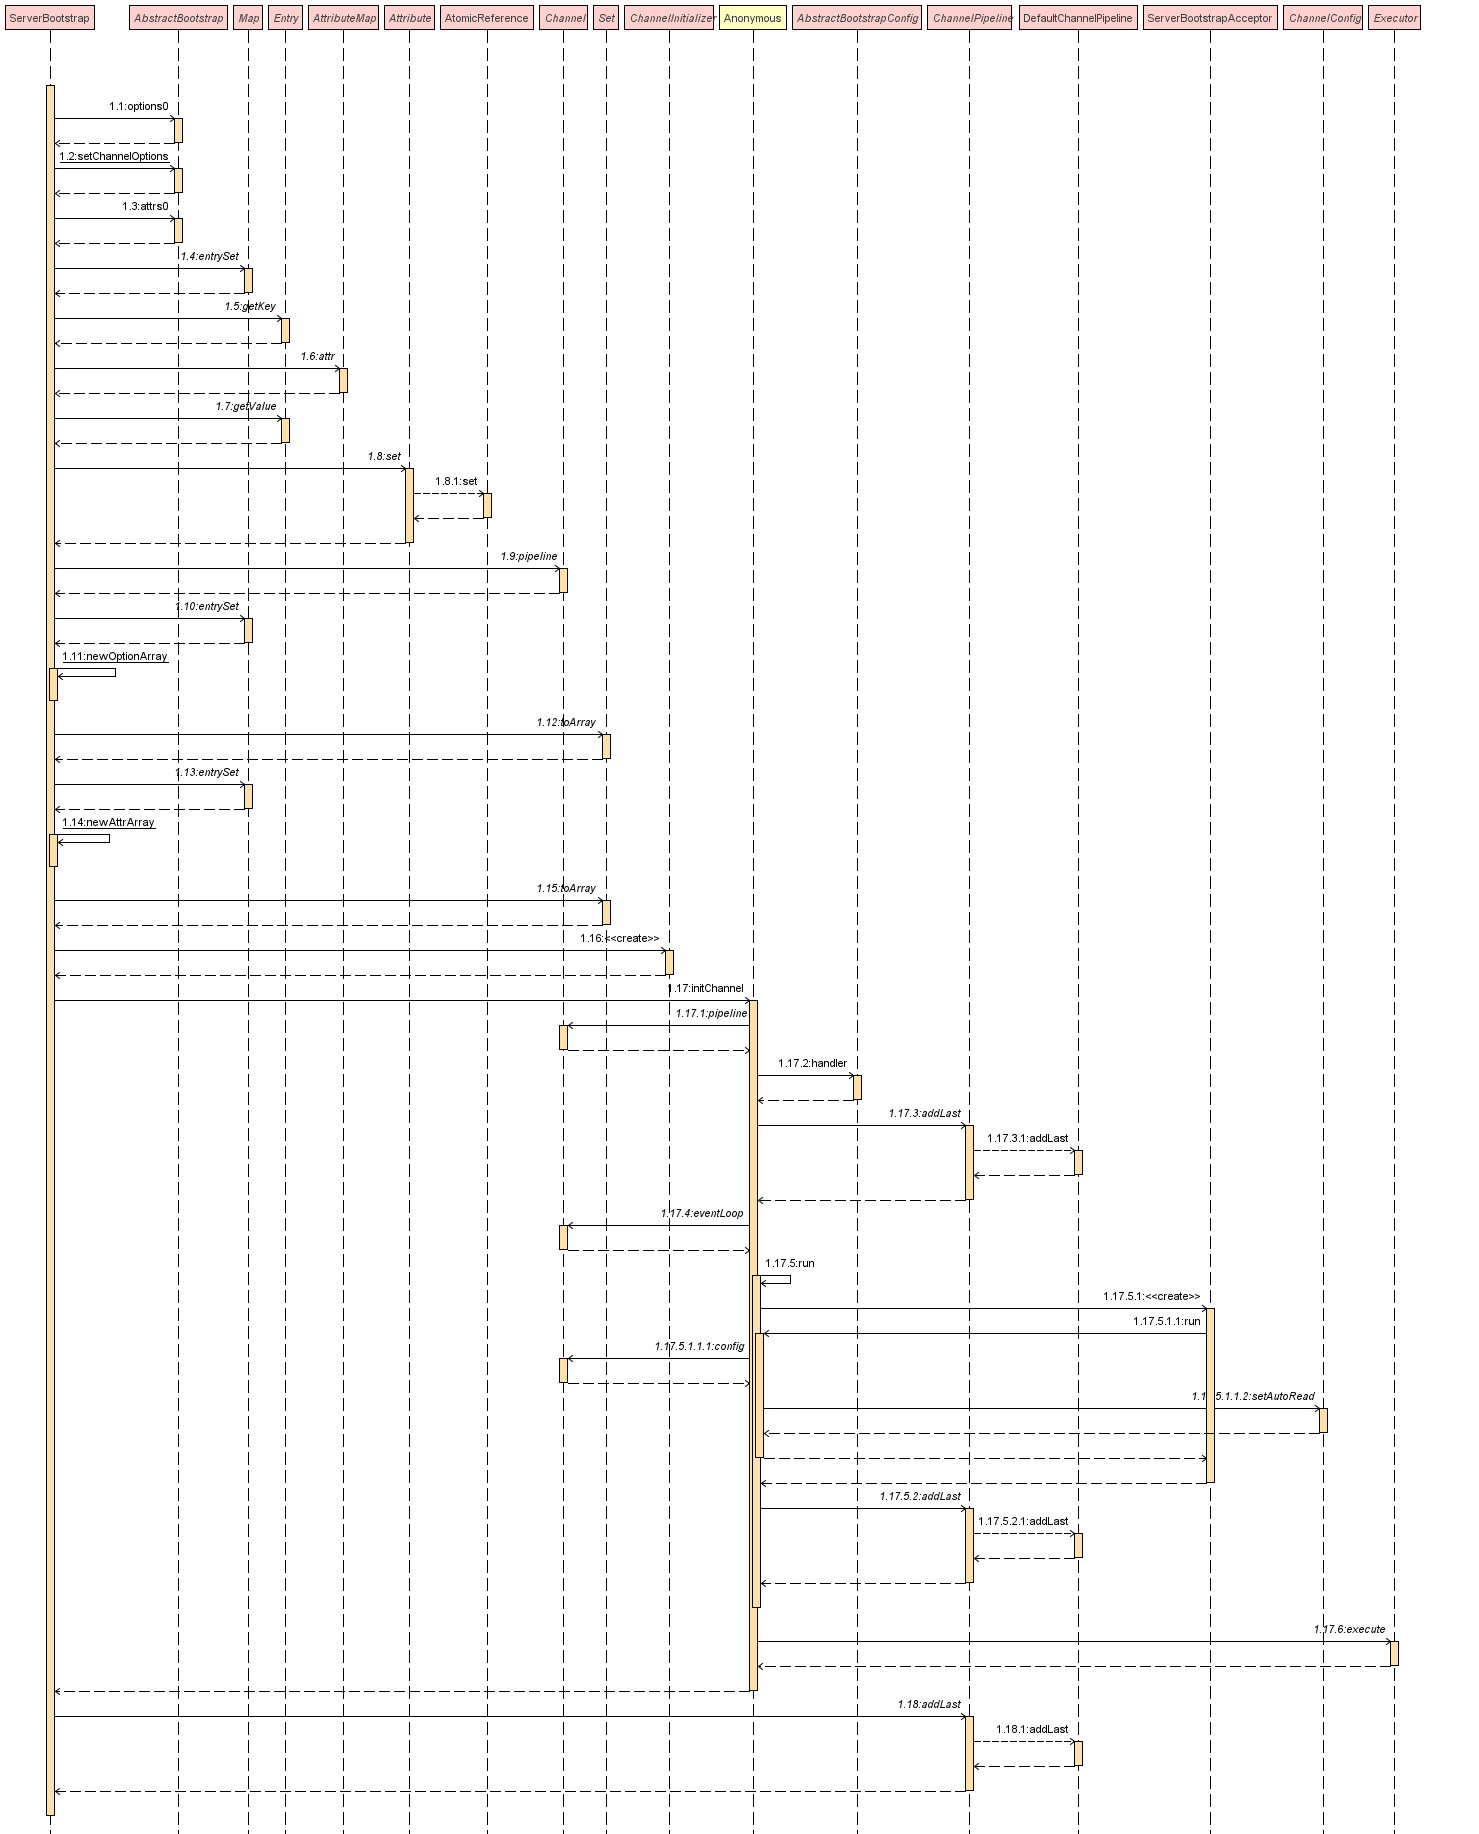 ServerBootstrap AbstractBootstrap Map Entry AttributeMap Attribute AtomicReference Channel Set ChannelInitializer Anonymous AbstractBootstrapConfig ChannelPipeline DefaultChannelPipeline ServerBootstrapAcceptor ChannelConfig Executor
1.1:options0
1.2:setChannelOptions
1.3:attrs0
1.4:entrySet
1.5:getKey
1.6:attr
1.7:getValue
1.8:set
1.8.1:set
1.9:pipeline
1.10:entrySet
1.11:newOptionArray
1.12:toArray
1.13:entrySet
1.14:newAttrArray
1.15:toArray
1.16:<<create>>
1.17:initChannel
1.17.1:pipeline
1.17.2:handler
1.17.3:addLast
1.17.3.1:addLast
1.17.4:eventLoop
1.17.5:run
1.17.5.1:<<create>>
1.17.5.1.1:run
1.17.5.1.1.1:config
1.17.5.1.1.2:setAutoRead
1.17.5.2:addLast
1.17.5.2.1:addLast
1.17.6:execute
1.18:addLast
1.18.1:addLast